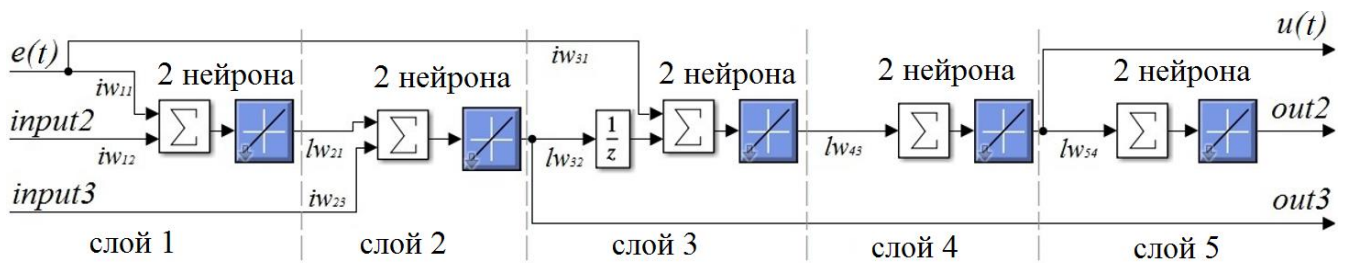 e(t)
input2
input3
iw₁₁
iw₁₂
2 нейрона
Σ
слой 1
lw₂₁
iw₂₃
2 нейрона
Σ
слой 2
iw₃₁
lw₃₂
1
z
2 нейрона
Σ
слой 3
lw₄₃
2 нейрона
Σ
слой 4
lw₅₄
2 нейрона
Σ
слой 5
u(t)
out2
out3